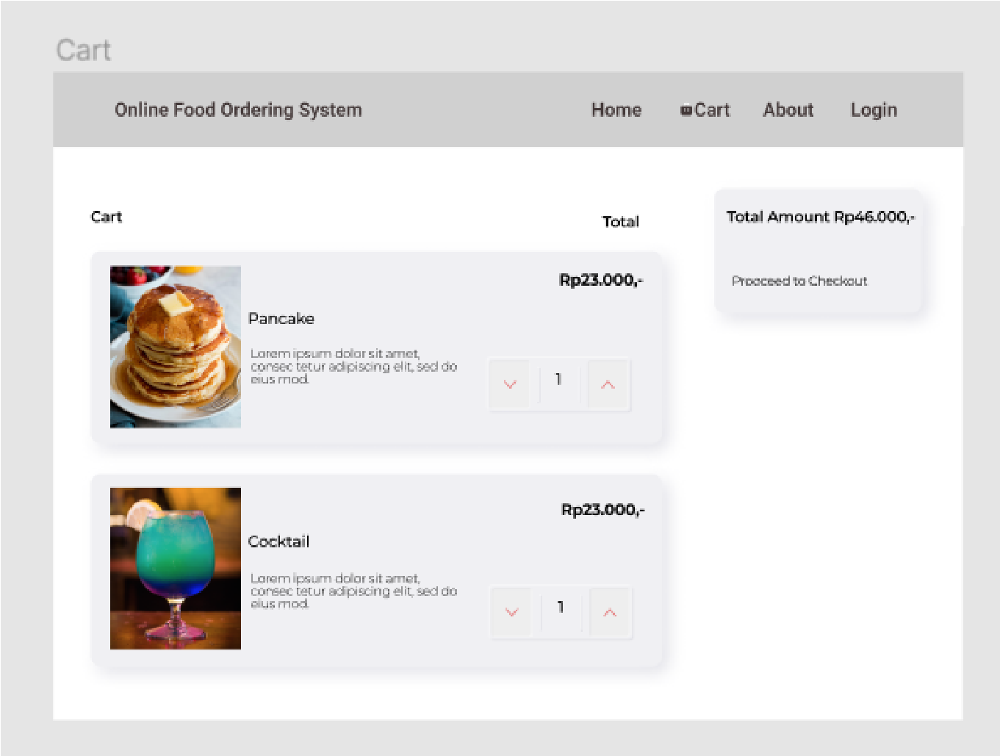 Cart
Online Food Ordering System
Home
Cart
About
Login
Cart
Total
Total Amount Rp46.000,-
Prooceed to Checkout
Rp23.000,-
Pancake
Lorem ipsum dolor sit amet,
consec tetur adipiscing elit, sed do
eius mod.
1
Rp23.000,-
Cocktail
Lorem ipsum dolor sit amet,
consec tetur adipiscing elit, sed do
eius mod.
1